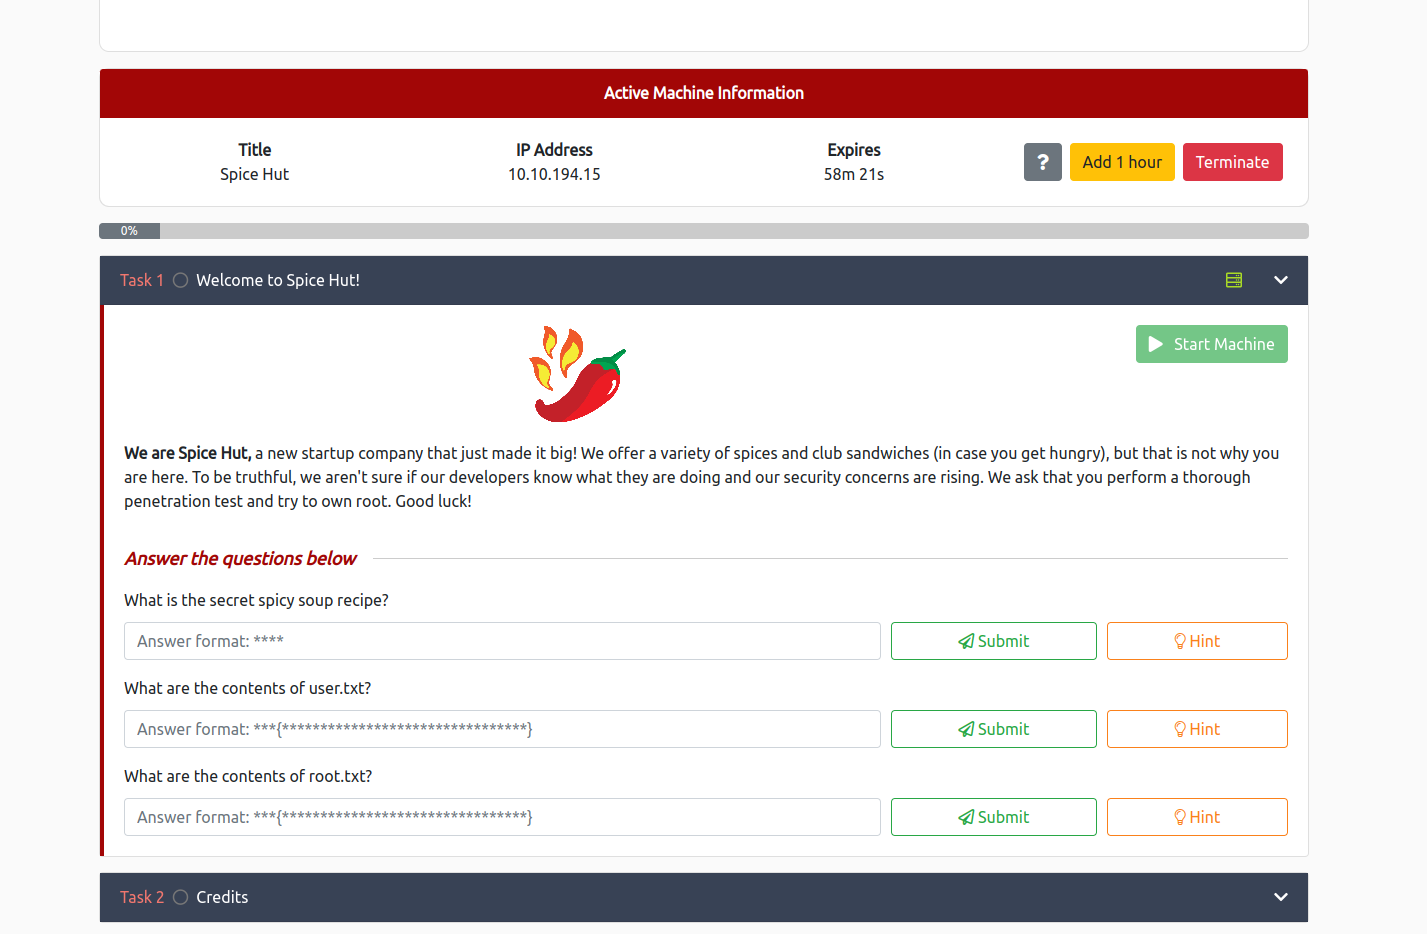 Active Machine Information
Title IP Address Expires
Spice Hut 10.10.194.15 58m 21s
? Add 1 hour Terminate
0%
Task 1 Welcome to Spice Hut!
Start Machine
We are Spice Hut, a new startup company that just made it big! We offer a variety of spices and club sandwiches (in case you get hungry), but that is not why you
are here. To be truthful, we aren't sure if our developers know what they are doing and our security concerns are rising. We ask that you perform a thorough
penetration test and try to own root. Good luck!
Answer the questions below
What is the secret spicy soup recipe?
Answer format: **** Submit Hint
What are the contents of user.txt?
Answer format: ***{********************************} Submit Hint
What are the contents of root.txt?
Answer format: ***{********************************} Submit Hint
Task 2 Credits